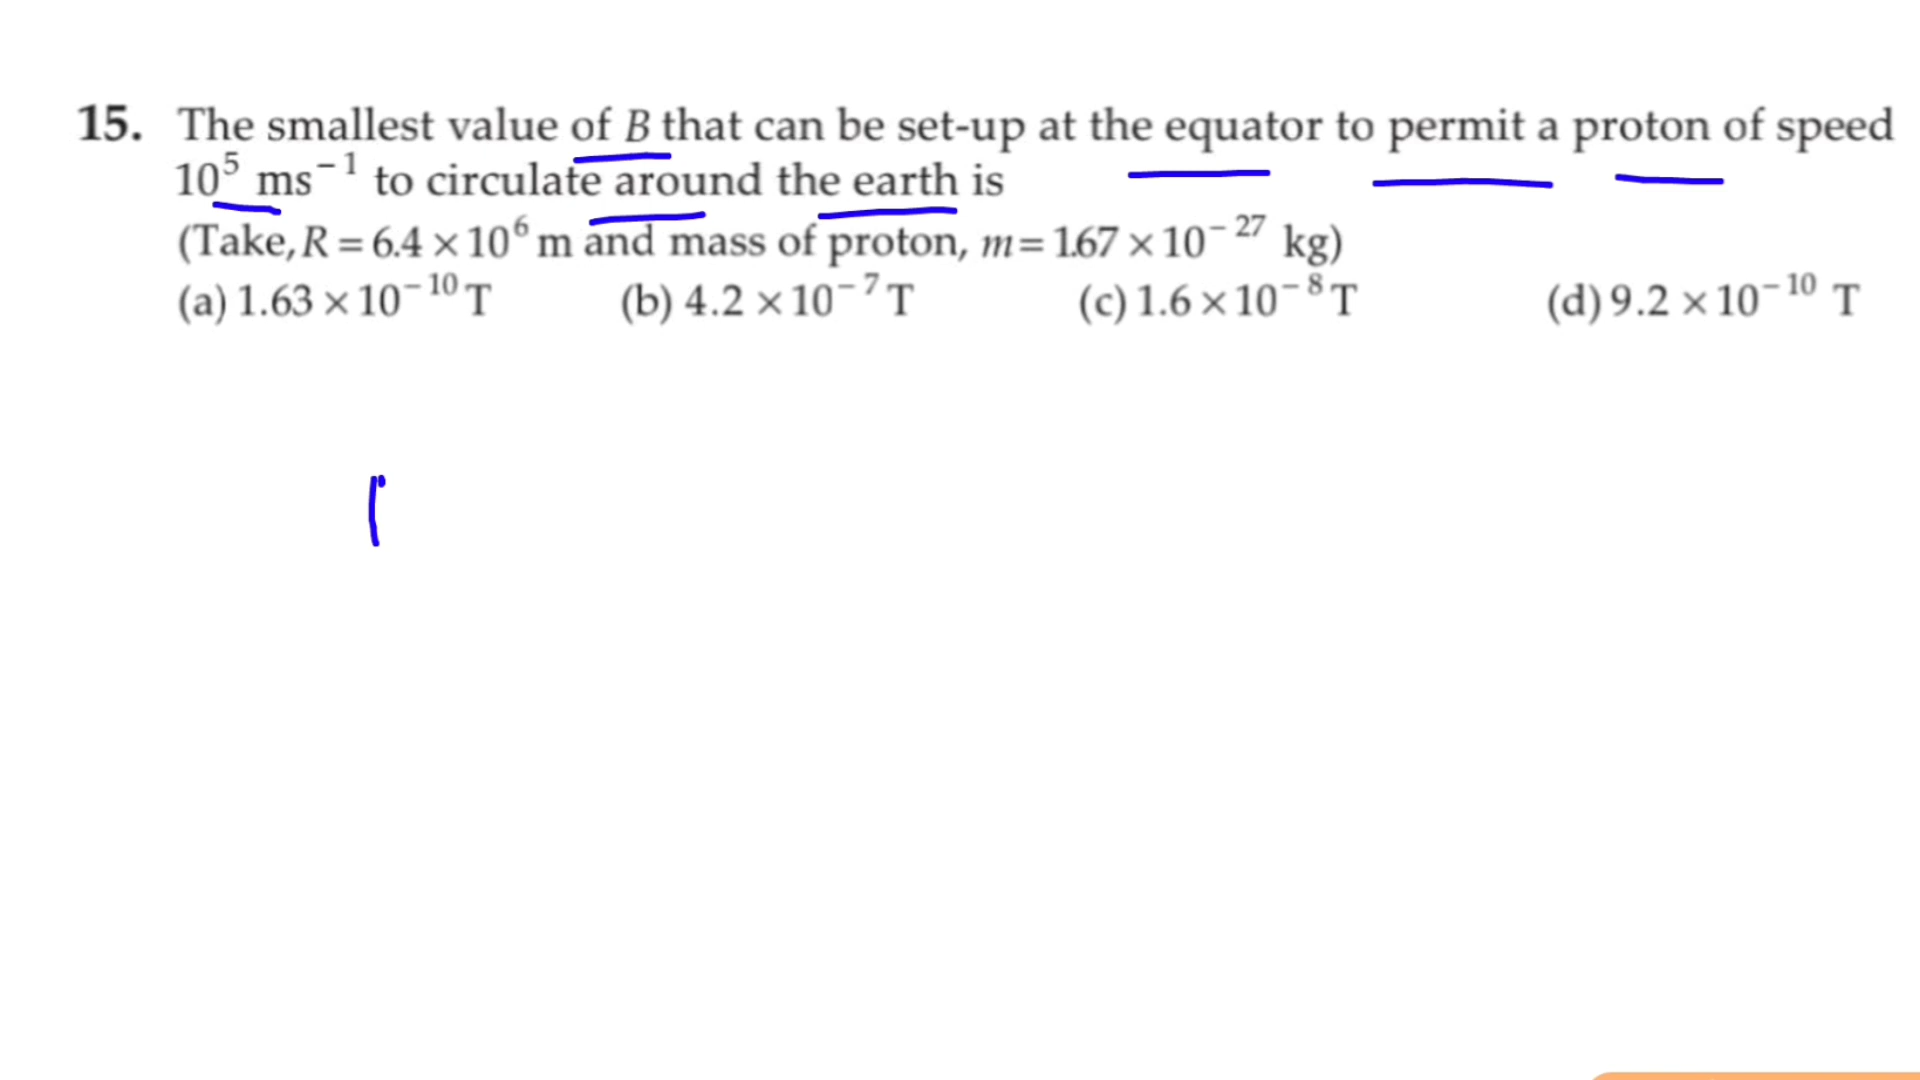 15. The smallest value of B that can be set-up at the equator to permit a proton of speed
10⁵ ms⁻¹ to circulate around the earth is
(Take, R = 6.4 × 10⁶ m and mass of proton, m = 1.67 × 10⁻²⁷ kg)
(a) 1.63 × 10⁻¹⁰ T (b) 4.2 × 10⁻⁷ T (c) 1.6 × 10⁻⁸ T (d) 9.2 × 10⁻¹⁰ T